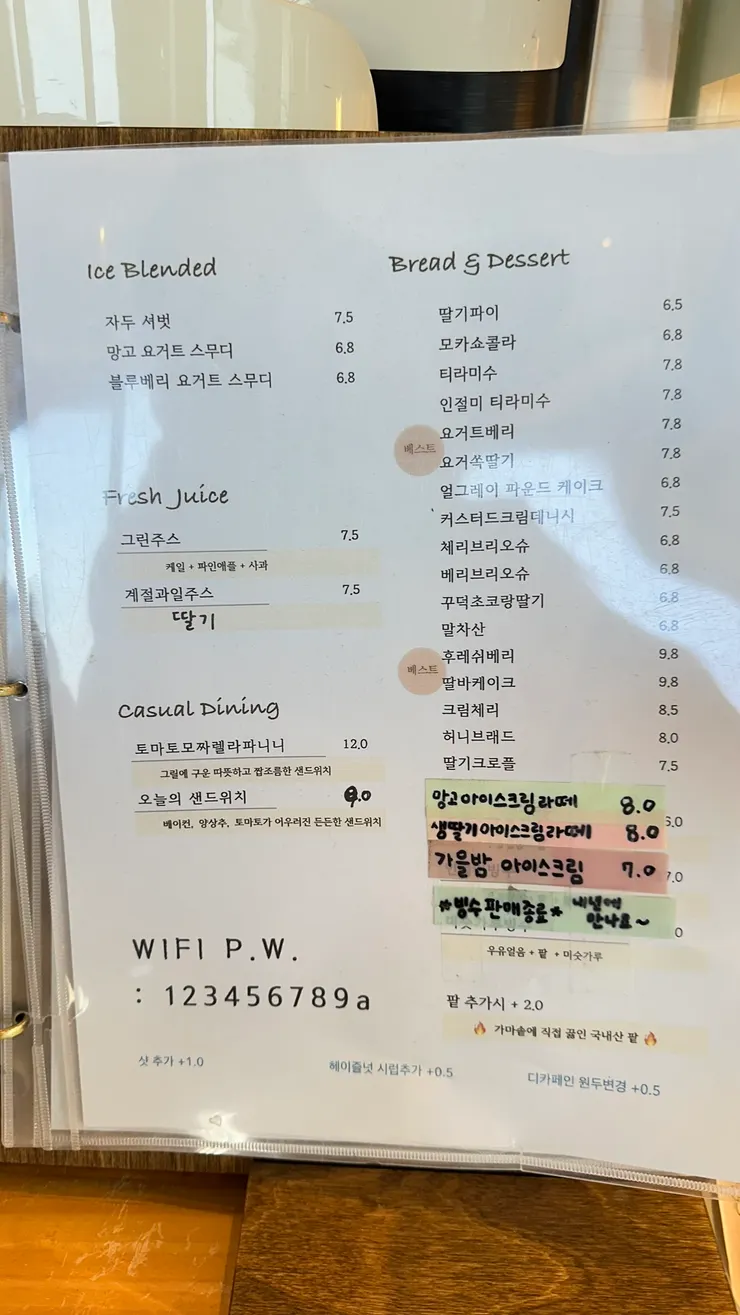 Ice Blended
자두 셔벗 7.5
망고 요거트 스무디 6.8
블루베리 요거트 스무디 6.8
Fresh Juice
그린주스 7.5
케일 + 파인애플 + 사과
계절과일주스 7.5
딸기
Casual Dining
토마토모짜렐라파니니 12.0
그릴에 구운 따뜻하고 짭조름한 샌드위치
오늘의 샌드위치 9.0
베이컨, 양상추, 토마토가 어우러진 든든한 샌드위치
WIFI P.W.
: 123456789a
Bread & Dessert
딸기파이 6.5
모카쇼콜라 6.8
티라미수 7.8
인절미 티라미수 7.8
베스트
요거트베리 7.8
요거쏙딸기 7.8
얼그레이 파운드 케이크 6.8
커스터드크림데니시 7.5
체리브리오슈 6.8
베리브리오슈 6.8
꾸덕초코랑딸기 6.8
말차산 6.8
베스트
후레쉬베리 9.8
딸바케이크 9.8
크림체리 8.5
허니브래드 8.0
딸기크로플 7.5
망고아이스크림라떼 8.0
생딸기아이스크림라떼 8.0
가을밤 아이스크림 7.0
*빙수판매종료* 내년에
만나요~
우유얼음 + 팥 + 미숫가루
팥 추가시 + 2.0
🔥 가마솥에 직접 끓인 국내산 팥 🔥
샷 추가 +1.0
헤이즐넛 시럽추가 +0.5
디카페인 원두변경 +0.5